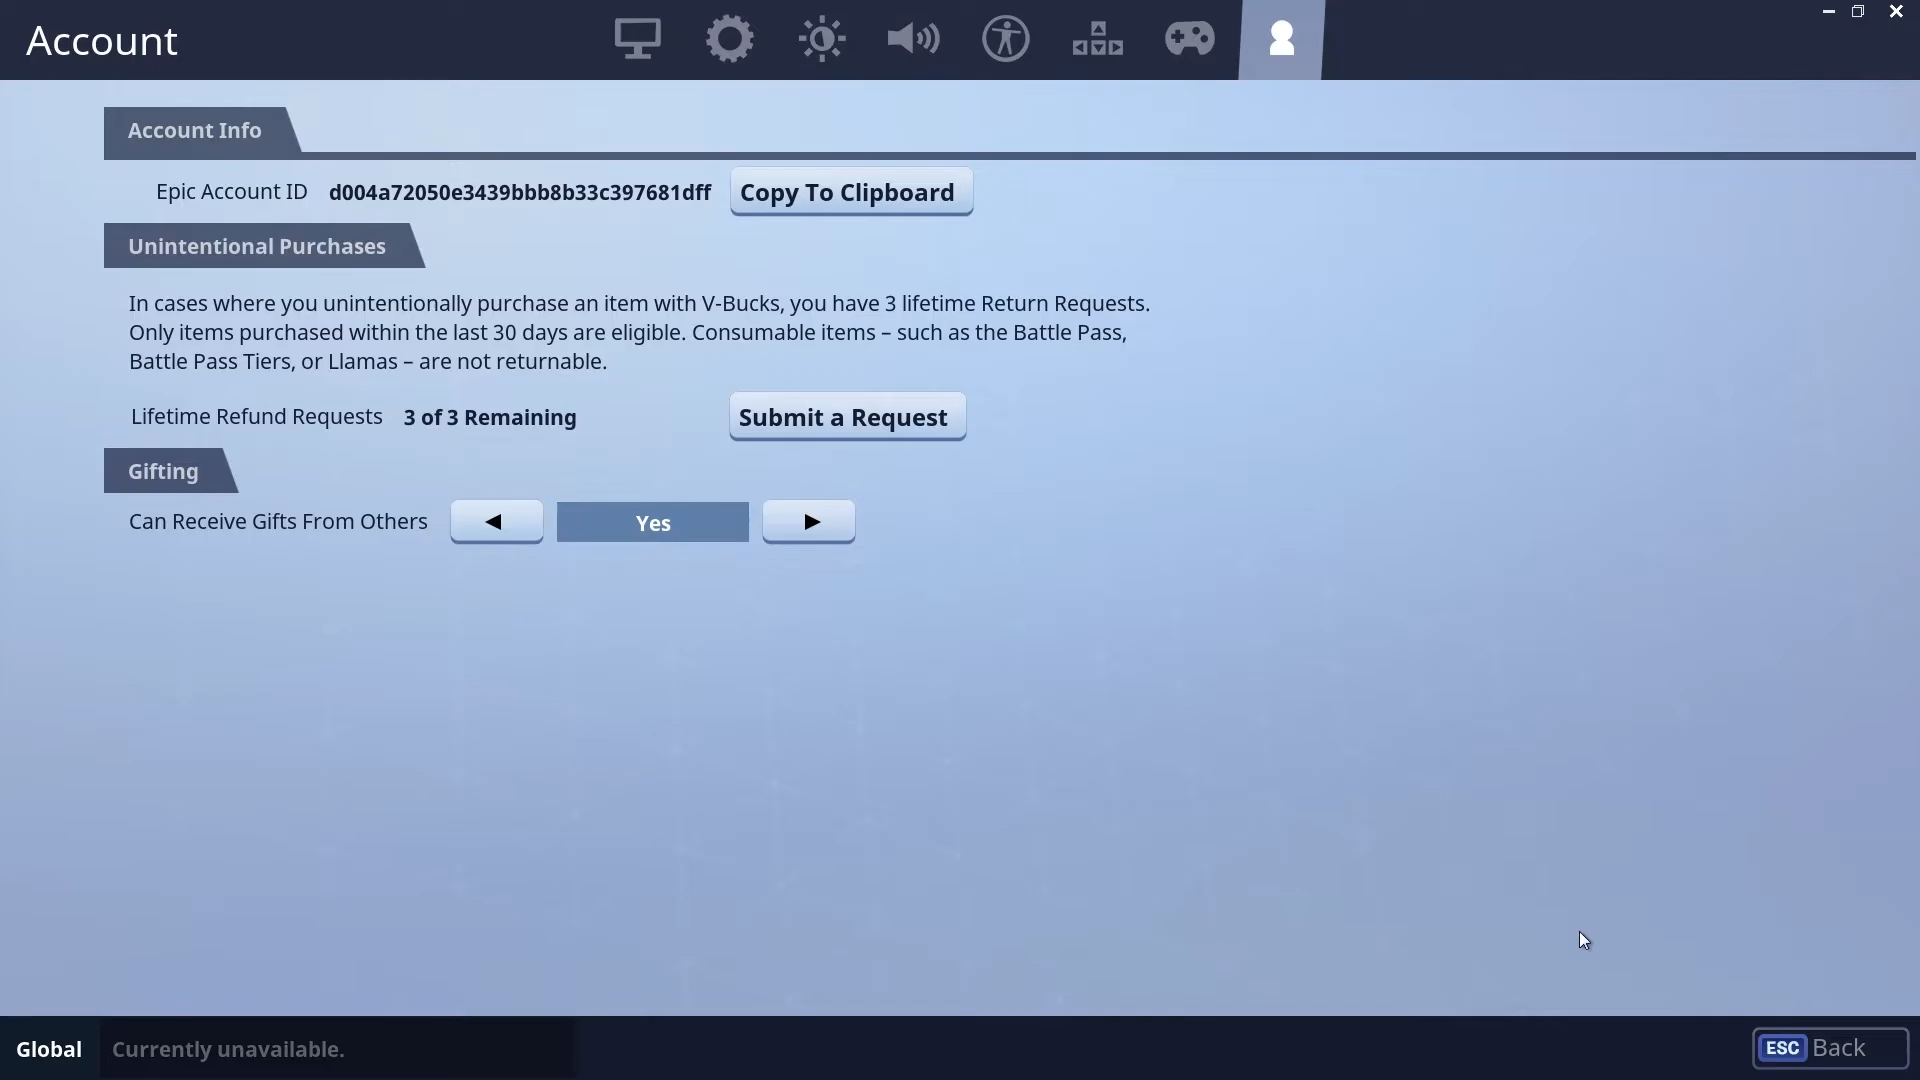 Account
Account Info
Epic Account ID d004a72050e3439bbb8b33c397681dff Copy To Clipboard
Unintentional Purchases
In cases where you unintentionally purchase an item with V-Bucks, you have 3 lifetime Return Requests.
Only items purchased within the last 30 days are eligible. Consumable items – such as the Battle Pass,
Battle Pass Tiers, or Llamas – are not returnable.
Lifetime Refund Requests 3 of 3 Remaining Submit a Request
Gifting
Can Receive Gifts From Others Yes
Global Currently unavailable. ESC Back